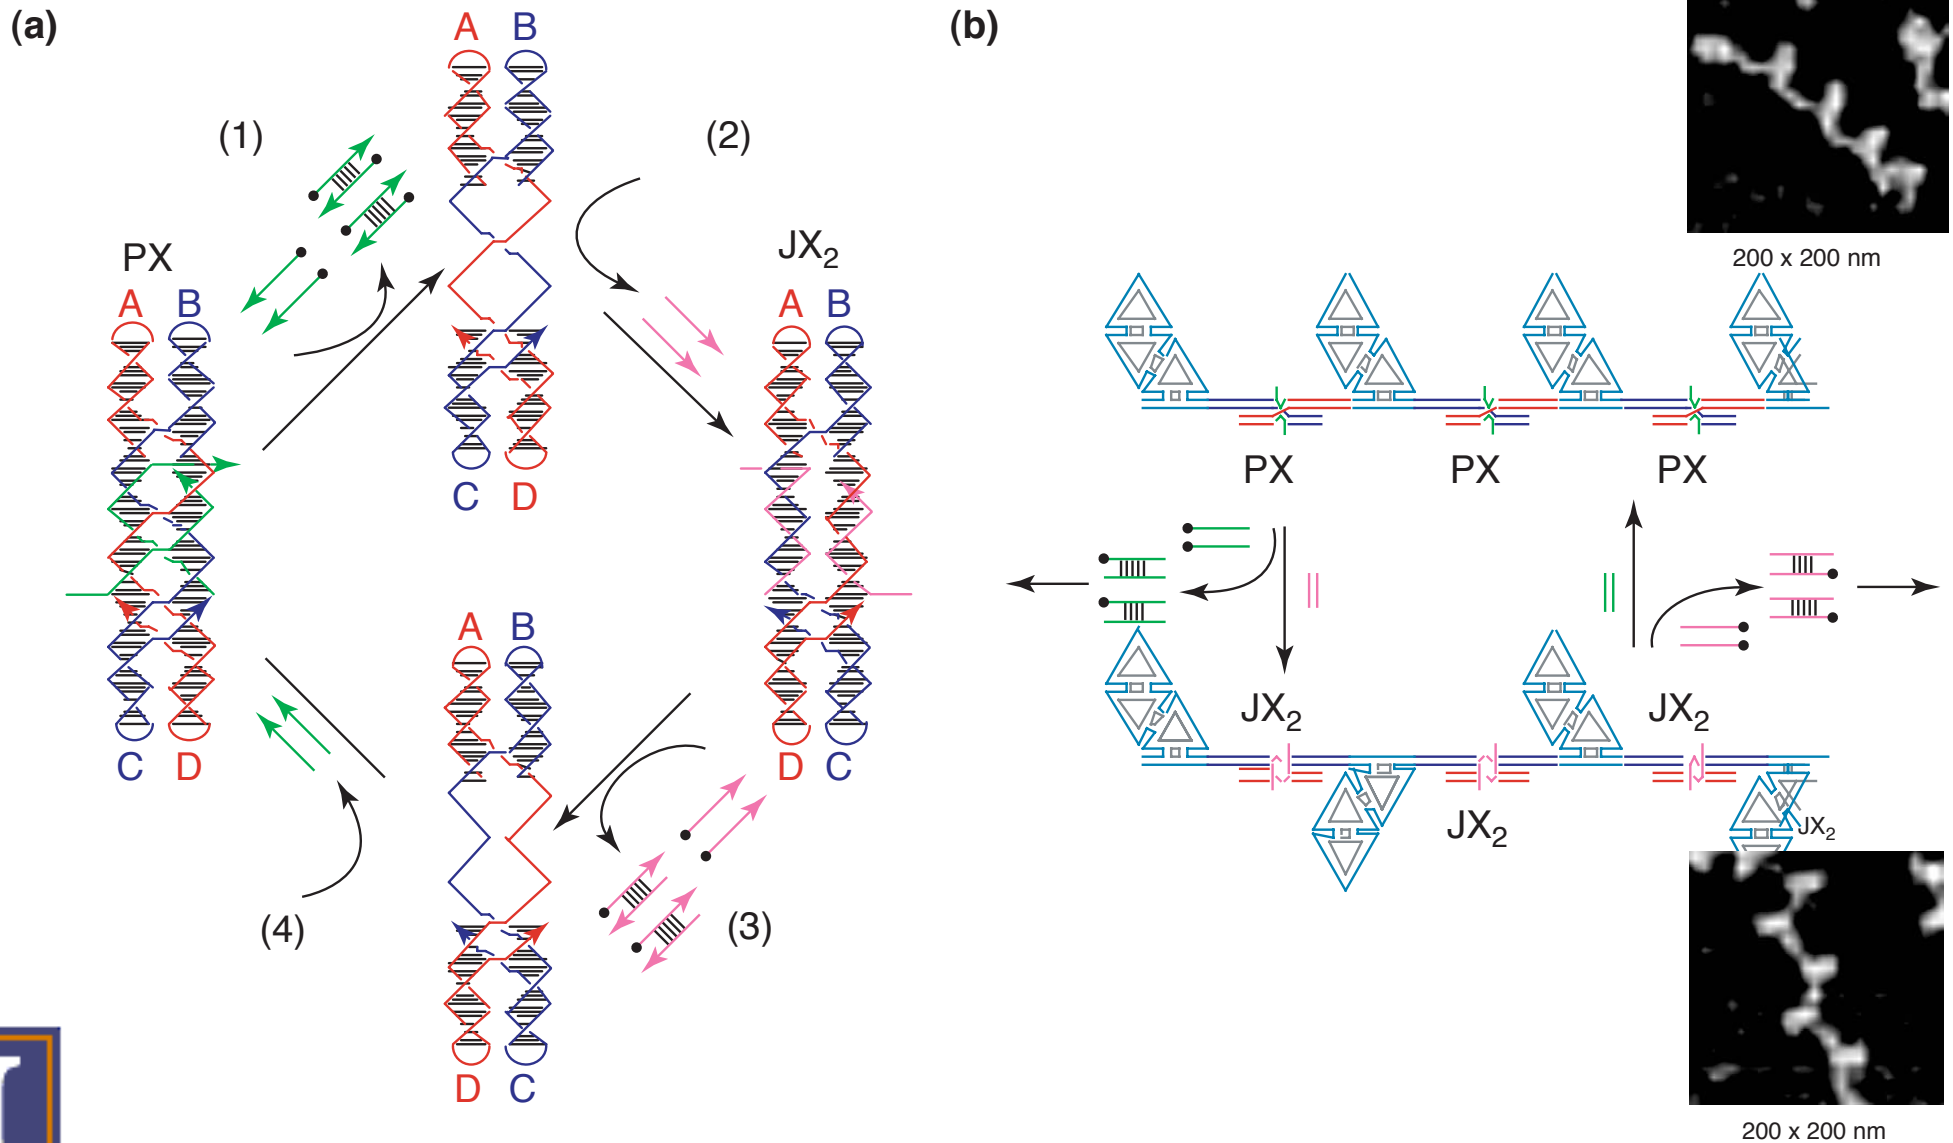 (a)
A B
(1)
(2)
PX
A B
C D
JX2
A B
C D
A B
D C
(4)
(3)
D C
(b)
200 x 200 nm
PX PX PX
JX2 JX2
JX2
JX2
200 x 200 nm